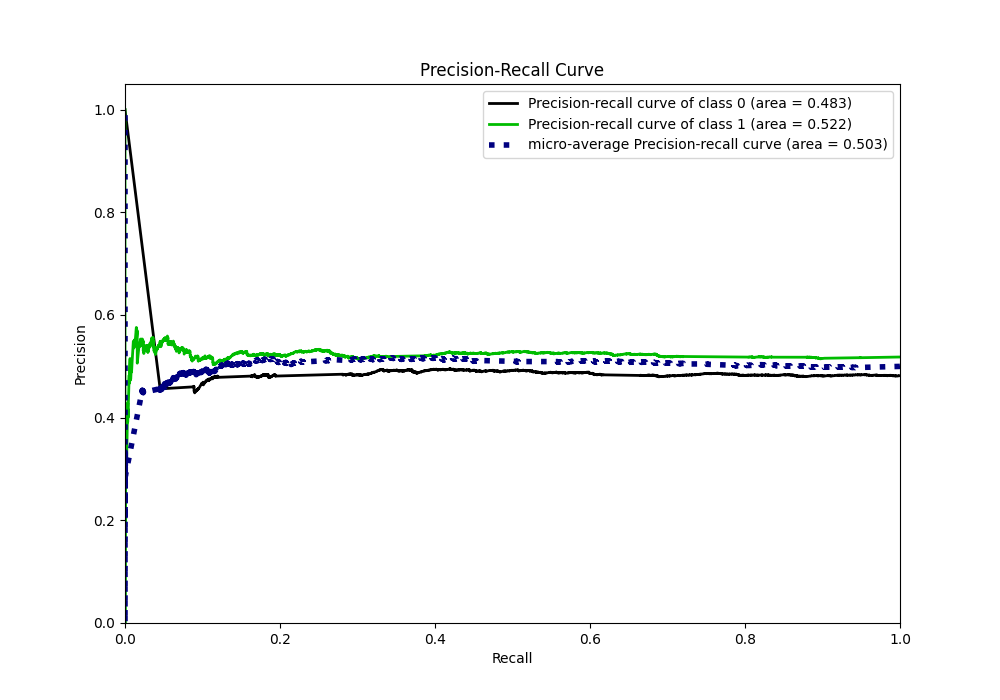 Precision-Recall Curve
Precision-recall curve of class 0 (area = 0.483)
Precision-recall curve of class 1 (area = 0.522)
micro-average Precision-recall curve (area = 0.503)
Precision
1.0
0.8
0.6
0.4
0.2
0.0
0.0 0.2 0.4 0.6 0.8 1.0
Recall